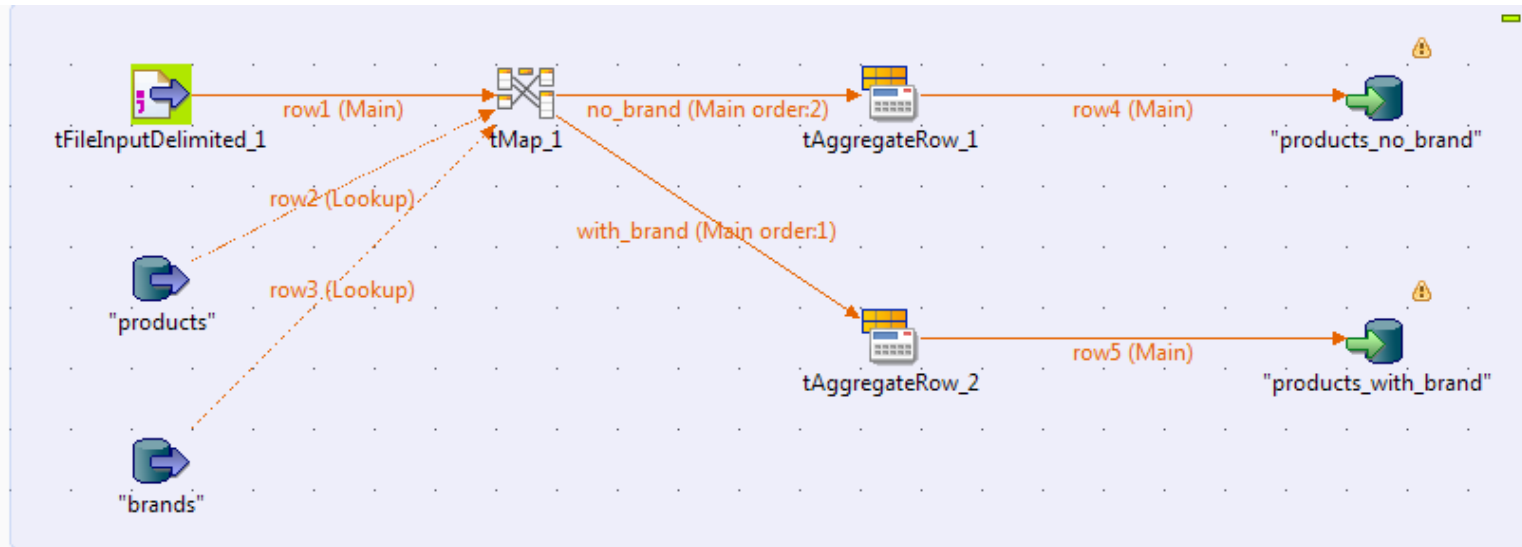 row1 (Main)
no_brand (Main order:2)
row4 (Main)
tFileInputDelimited_1
tMap_1
tAggregateRow_1
"products_no_brand"
row2 (Lookup)
with_brand (Main order:1)
row3 (Lookup)
"products"
row5 (Main)
tAggregateRow_2
"products_with_brand"
"brands"